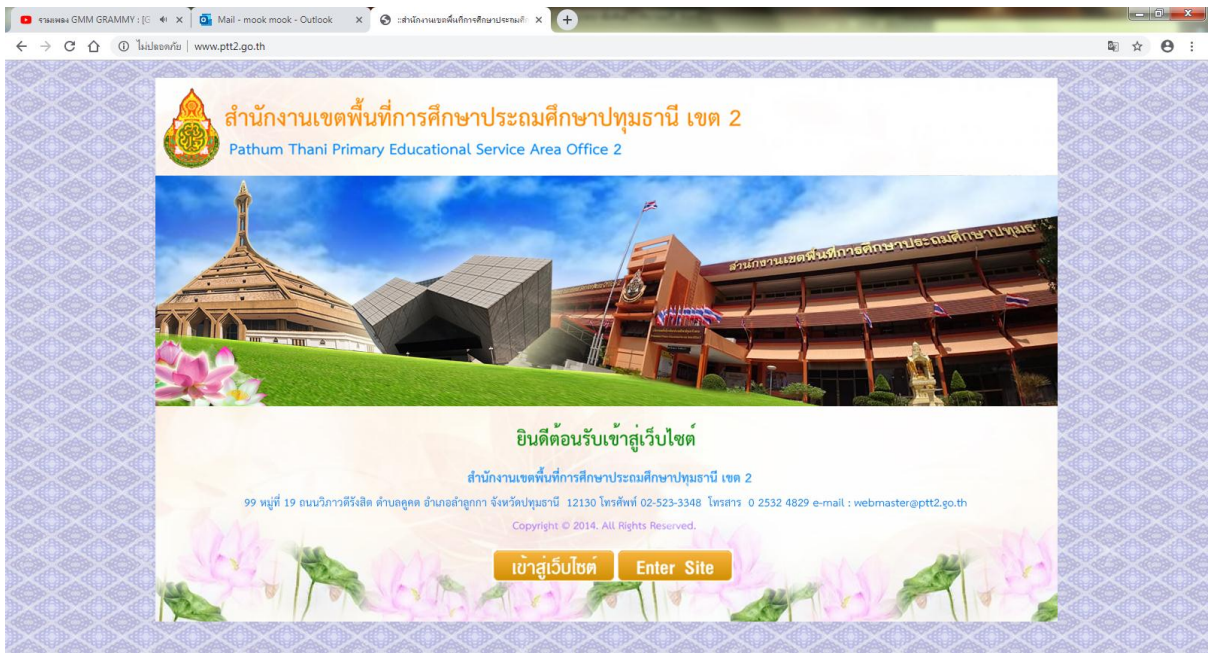 รวมเพลง GMM GRAMMY : [G
Mail - mook mook - Outlook
::สำนักงานเขตพื้นที่การศึกษาประถมศึ
ไม่ปลอดภัย | www.ptt2.go.th
สำนักงานเขตพื้นที่การศึกษาประถมศึกษาปทุมธานี เขต 2
Pathum Thani Primary Educational Service Area Office 2
สำนักงานเขตพื้นที่การศึกษาประถมศึกษาปทุมธ
ยินดีต้อนรับเข้าสู่เว็บไซต์
สำนักงานเขตพื้นที่การศึกษาประถมศึกษาปทุมธานี เขต 2
99 หมู่ที่ 19 ถนนวิภาวดีรังสิต ตำบลคูคต อำเภอลำลูกกา จังหวัดปทุมธานี 12130 โทรศัพท์ 02-523-3348 โทรสาร 0 2532 4829 e-mail : webmaster@ptt2.go.th
Copyright © 2014. All Rights Reserved.
เข้าสู่เว็บไซต์ Enter Site